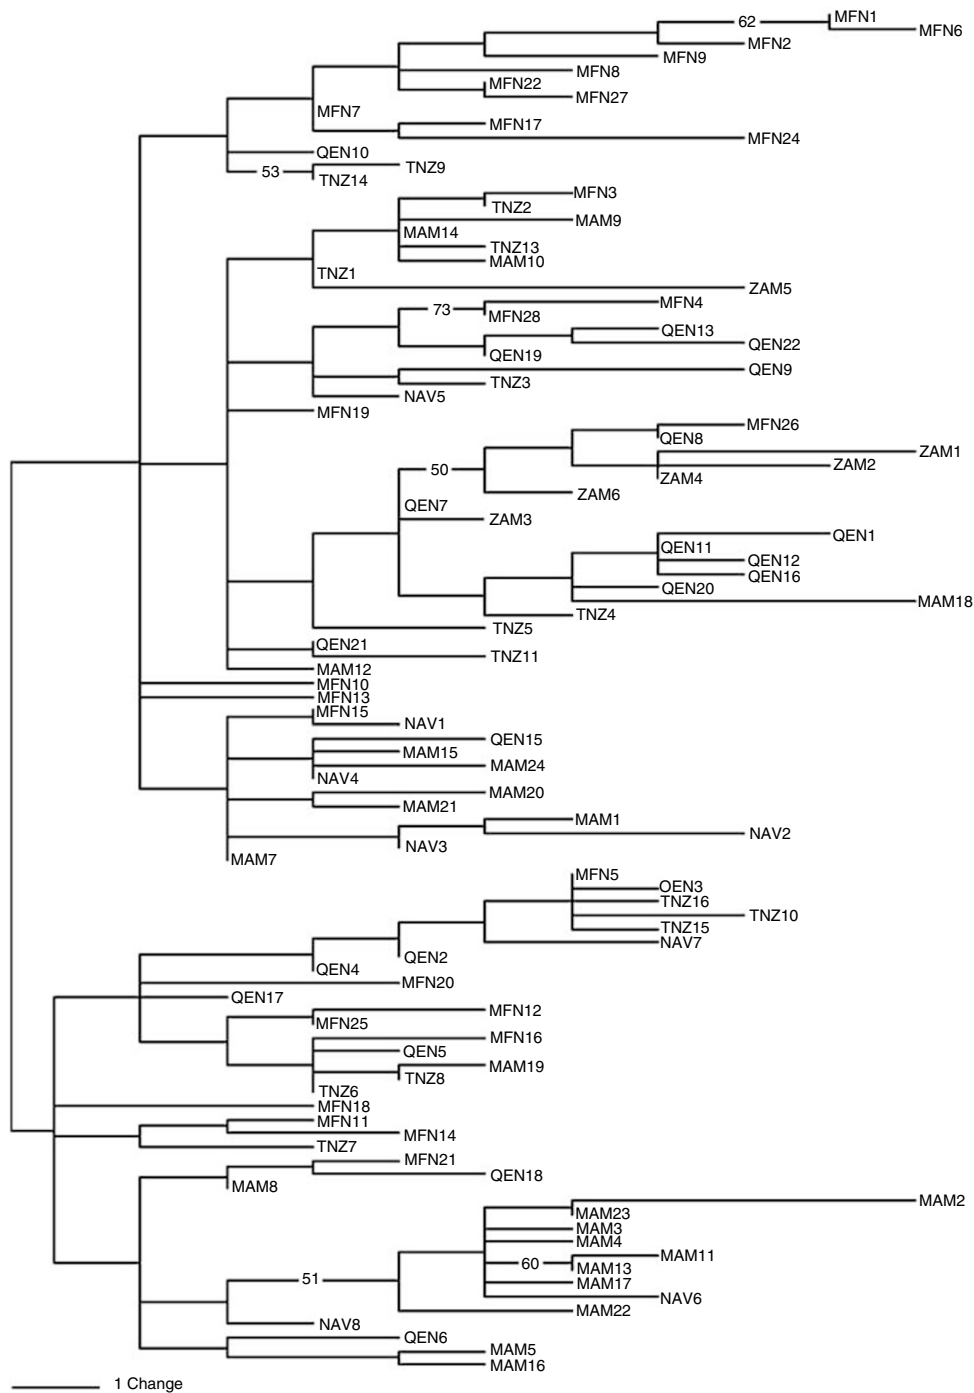 62
MFN1
MFN6
MFN2
MFN9
MFN8
MFN22
MFN27
MFN7
MFN17
MFN24
QEN10
53
TNZ9
TNZ14
MFN3
TNZ2
MAM9
MAM14
TNZ13
MAM10
TNZ1
ZAM5
73
MFN4
MFN28
QEN13
QEN22
QEN19
QEN9
TNZ3
NAV5
MFN19
MFN26
QEN8
ZAM1
50
ZAM2
ZAM4
ZAM6
QEN7
ZAM3
QEN1
QEN11
QEN12
QEN16
QEN20
MAM18
TNZ4
TNZ5
QEN21
TNZ11
MAM12
MFN10
MFN13
MFN15
NAV1
QEN15
MAM15
MAM24
NAV4
MAM20
MAM21
MAM1
NAV2
NAV3
MAM7
MFN5
OEN3
TNZ16
TNZ10
TNZ15
NAV7
QEN2
QEN4
MFN20
QEN17
MFN12
MFN25
MFN16
QEN5
MAM19
TNZ8
TNZ6
MFN18
MFN11
MFN14
TNZ7
MFN21
QEN18
MAM8
MAM2
MAM23
MAM3
MAM4
MAM11
60
MAM13
51
MAM17
NAV6
MAM22
NAV8
QEN6
MAM5
MAM16
1 Change